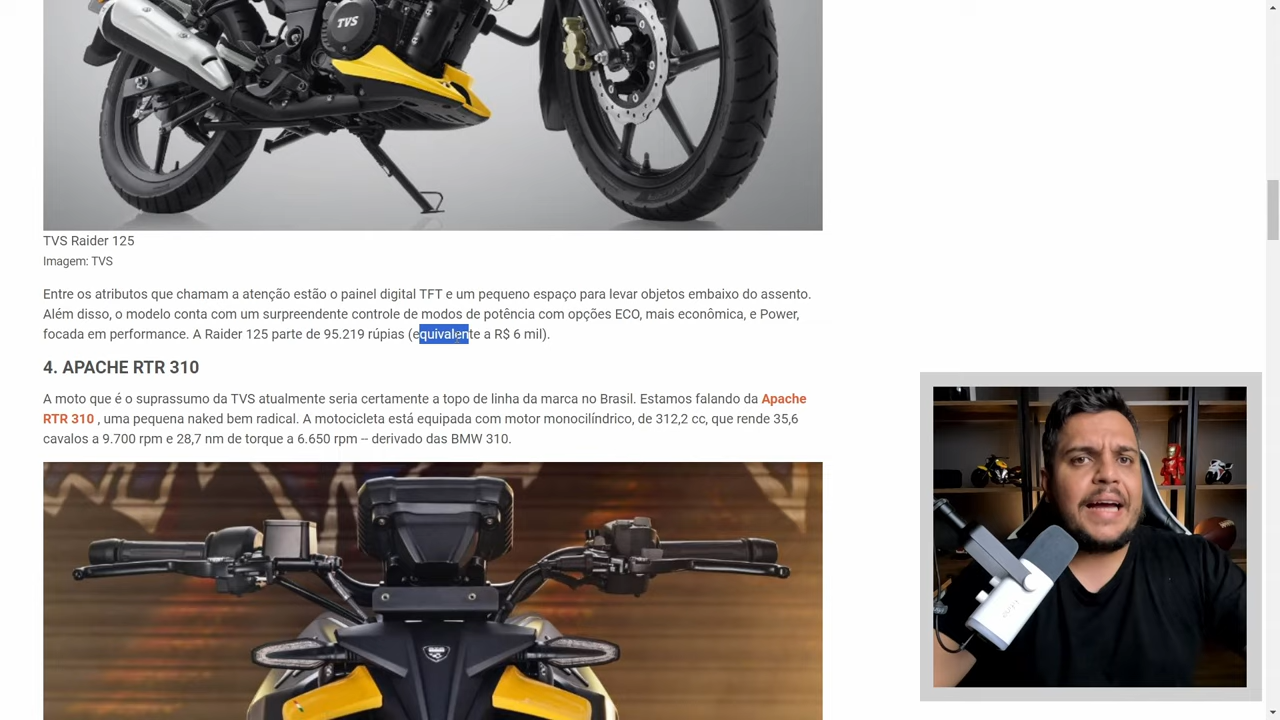 TVS
TVS Raider 125
Imagem: TVS
Entre os atributos que chamam a atenção estão o painel digital TFT e um pequeno espaço para levar objetos embaixo do assento.
Além disso, o modelo conta com um surpreendente controle de modos de potência com opções ECO, mais econômica, e Power,
focada em performance. A Raider 125 parte de 95.219 rúpias (equivalente a R$ 6 mil).
4. APACHE RTR 310
A moto que é o suprassumo da TVS atualmente seria certamente a topo de linha da marca no Brasil. Estamos falando da Apache
RTR 310 , uma pequena naked bem radical. A motocicleta está equipada com motor monocilíndrico, de 312,2 cc, que rende 35,6
cavalos a 9.700 rpm e 28,7 nm de torque a 6.650 rpm -- derivado das BMW 310.